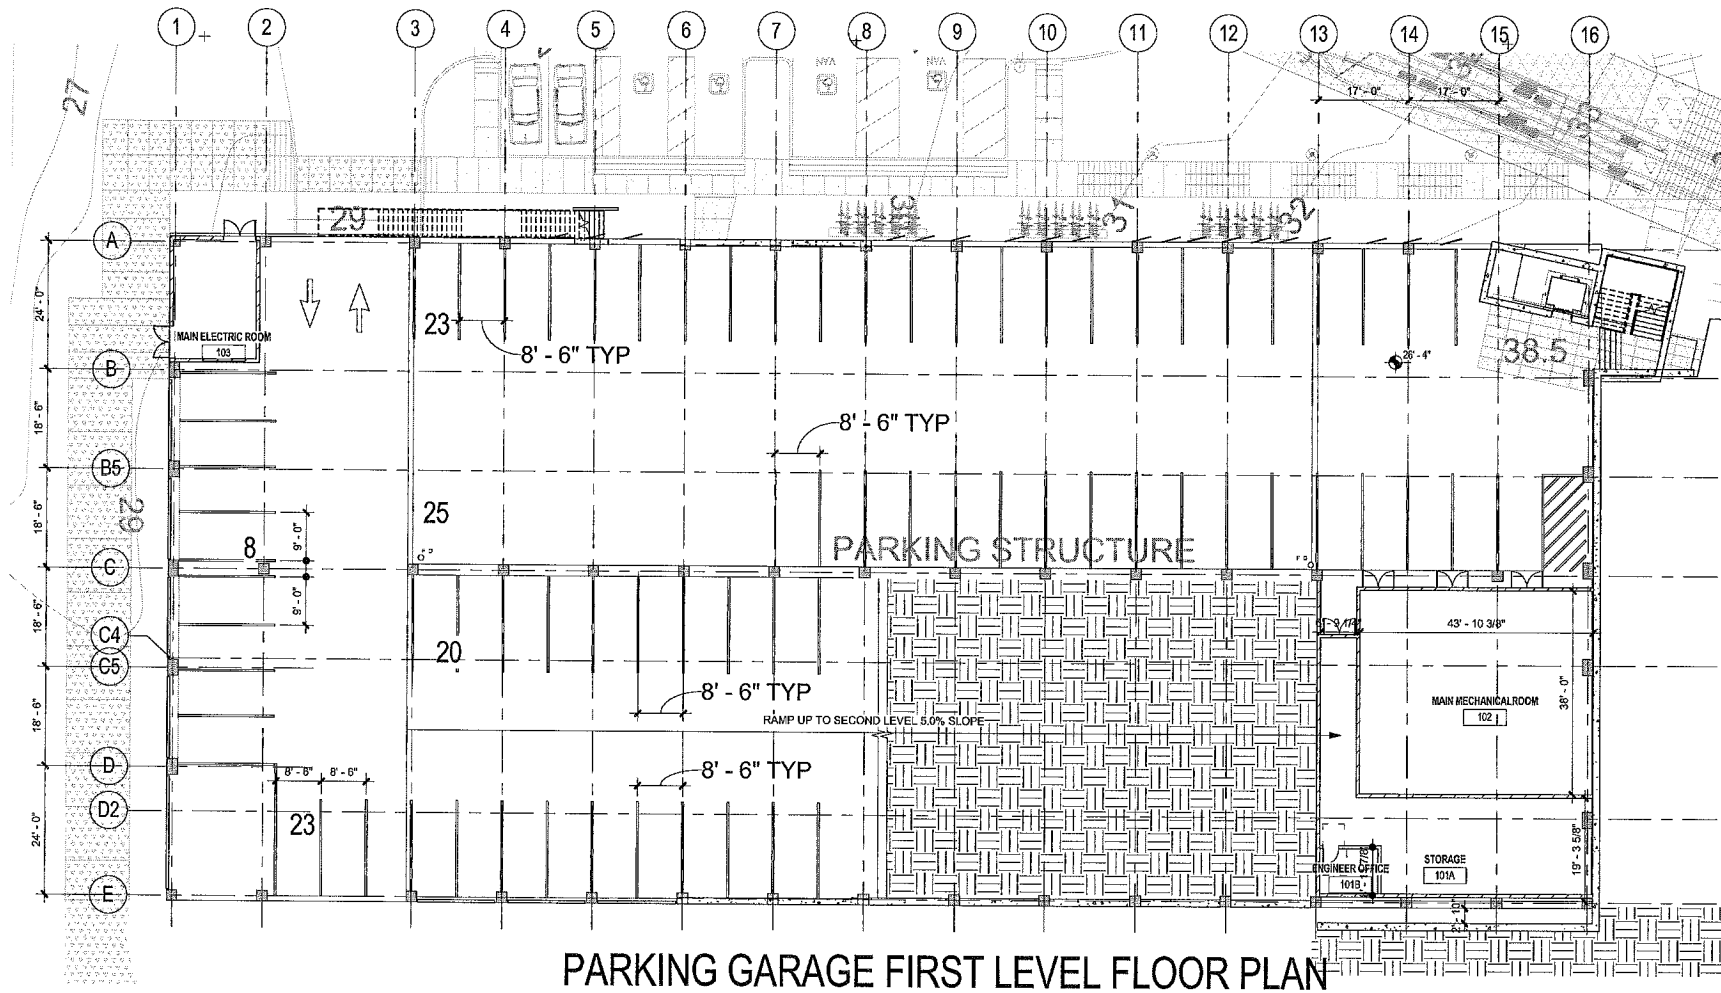 1 2 3 4 5 6 7 8 9 10 11 12 13 14 15 16
27
VAN VAN
17'- 0" 17'- 0"
29 31 32
A
24' - 0"
MAIN ELECTRIC ROOM
103
23
8' - 6" TYP
38.5
26' - 4"
B
18' - 6"
8' - 6" TYP
B5
29
18' - 6"
25
9' - 0"
8
PARKING STRUCTURE
C
9' - 0"
18' - 6"
C4
C5
20
43' - 10 3/8"
18' - 6"
8' - 6" TYP
RAMP UP TO SECOND LEVEL 5.0% SLOPE
MAIN MECHANICALROOM
102
38' - 0"
D
8' - 6" 8' - 6"
8' - 6" TYP
D2
23
24' - 0"
STORAGE
101A
ENGINEER OFFICE
101B
19' - 3 5/8"
E
2' - 10"
PARKING GARAGE FIRST LEVEL FLOOR PLAN